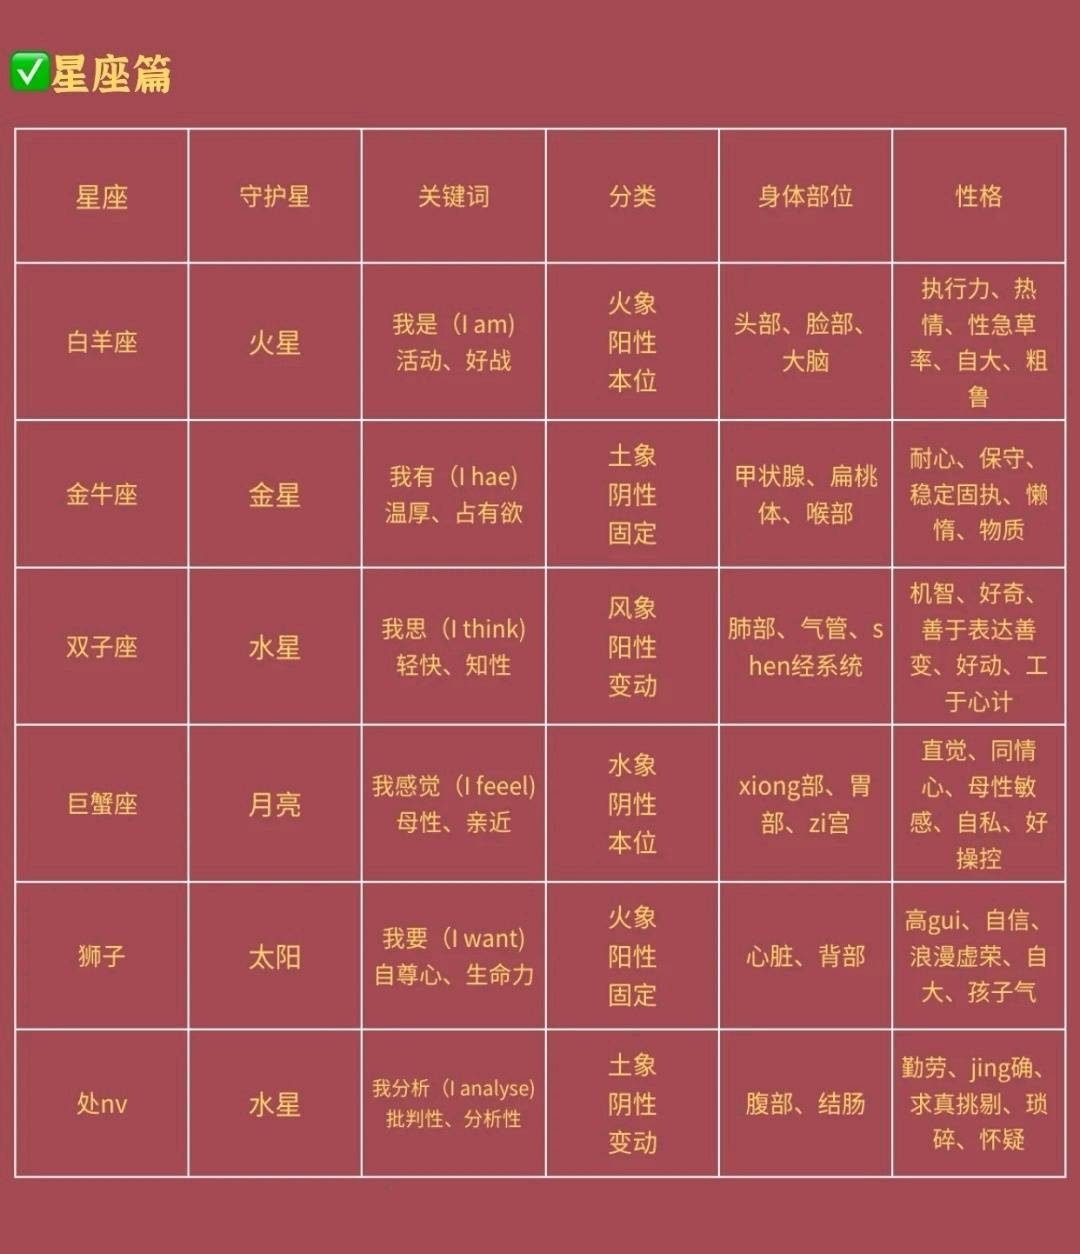 ✅星座篇
星座
守护星
关键词
分类
身体部位
性格
白羊座
火星
我是（I am)
活动、好战
火象
阳性
本位
头部、脸部、
大脑
执行力、热
情、性急草
率、自大、粗
鲁
金牛座
金星
我有（I hae)
温厚、占有欲
土象
阴性
固定
甲状腺、扁桃
体、喉部
耐心、保守、
稳定固执、懒
惰、物质
双子座
水星
我思（I think)
轻快、知性
风象
阳性
变动
肺部、气管、s
hen经系统
机智、好奇、
善于表达善
变、好动、工
于心计
巨蟹座
月亮
我感觉（I feeel)
母性、亲近
水象
阴性
本位
xiong部、胃
部、zi宫
直觉、同情
心、母性敏
感、自私、好
操控
狮子
太阳
我要（I want)
自尊心、生命力
火象
阳性
固定
心脏、背部
高gui、自信、
浪漫虚荣、自
大、孩子气
处nv
水星
我分析（I analyse)
批判性、分析性
土象
阴性
变动
腹部、结肠
勤劳、jing确、
求真挑剔、琐
碎、怀疑